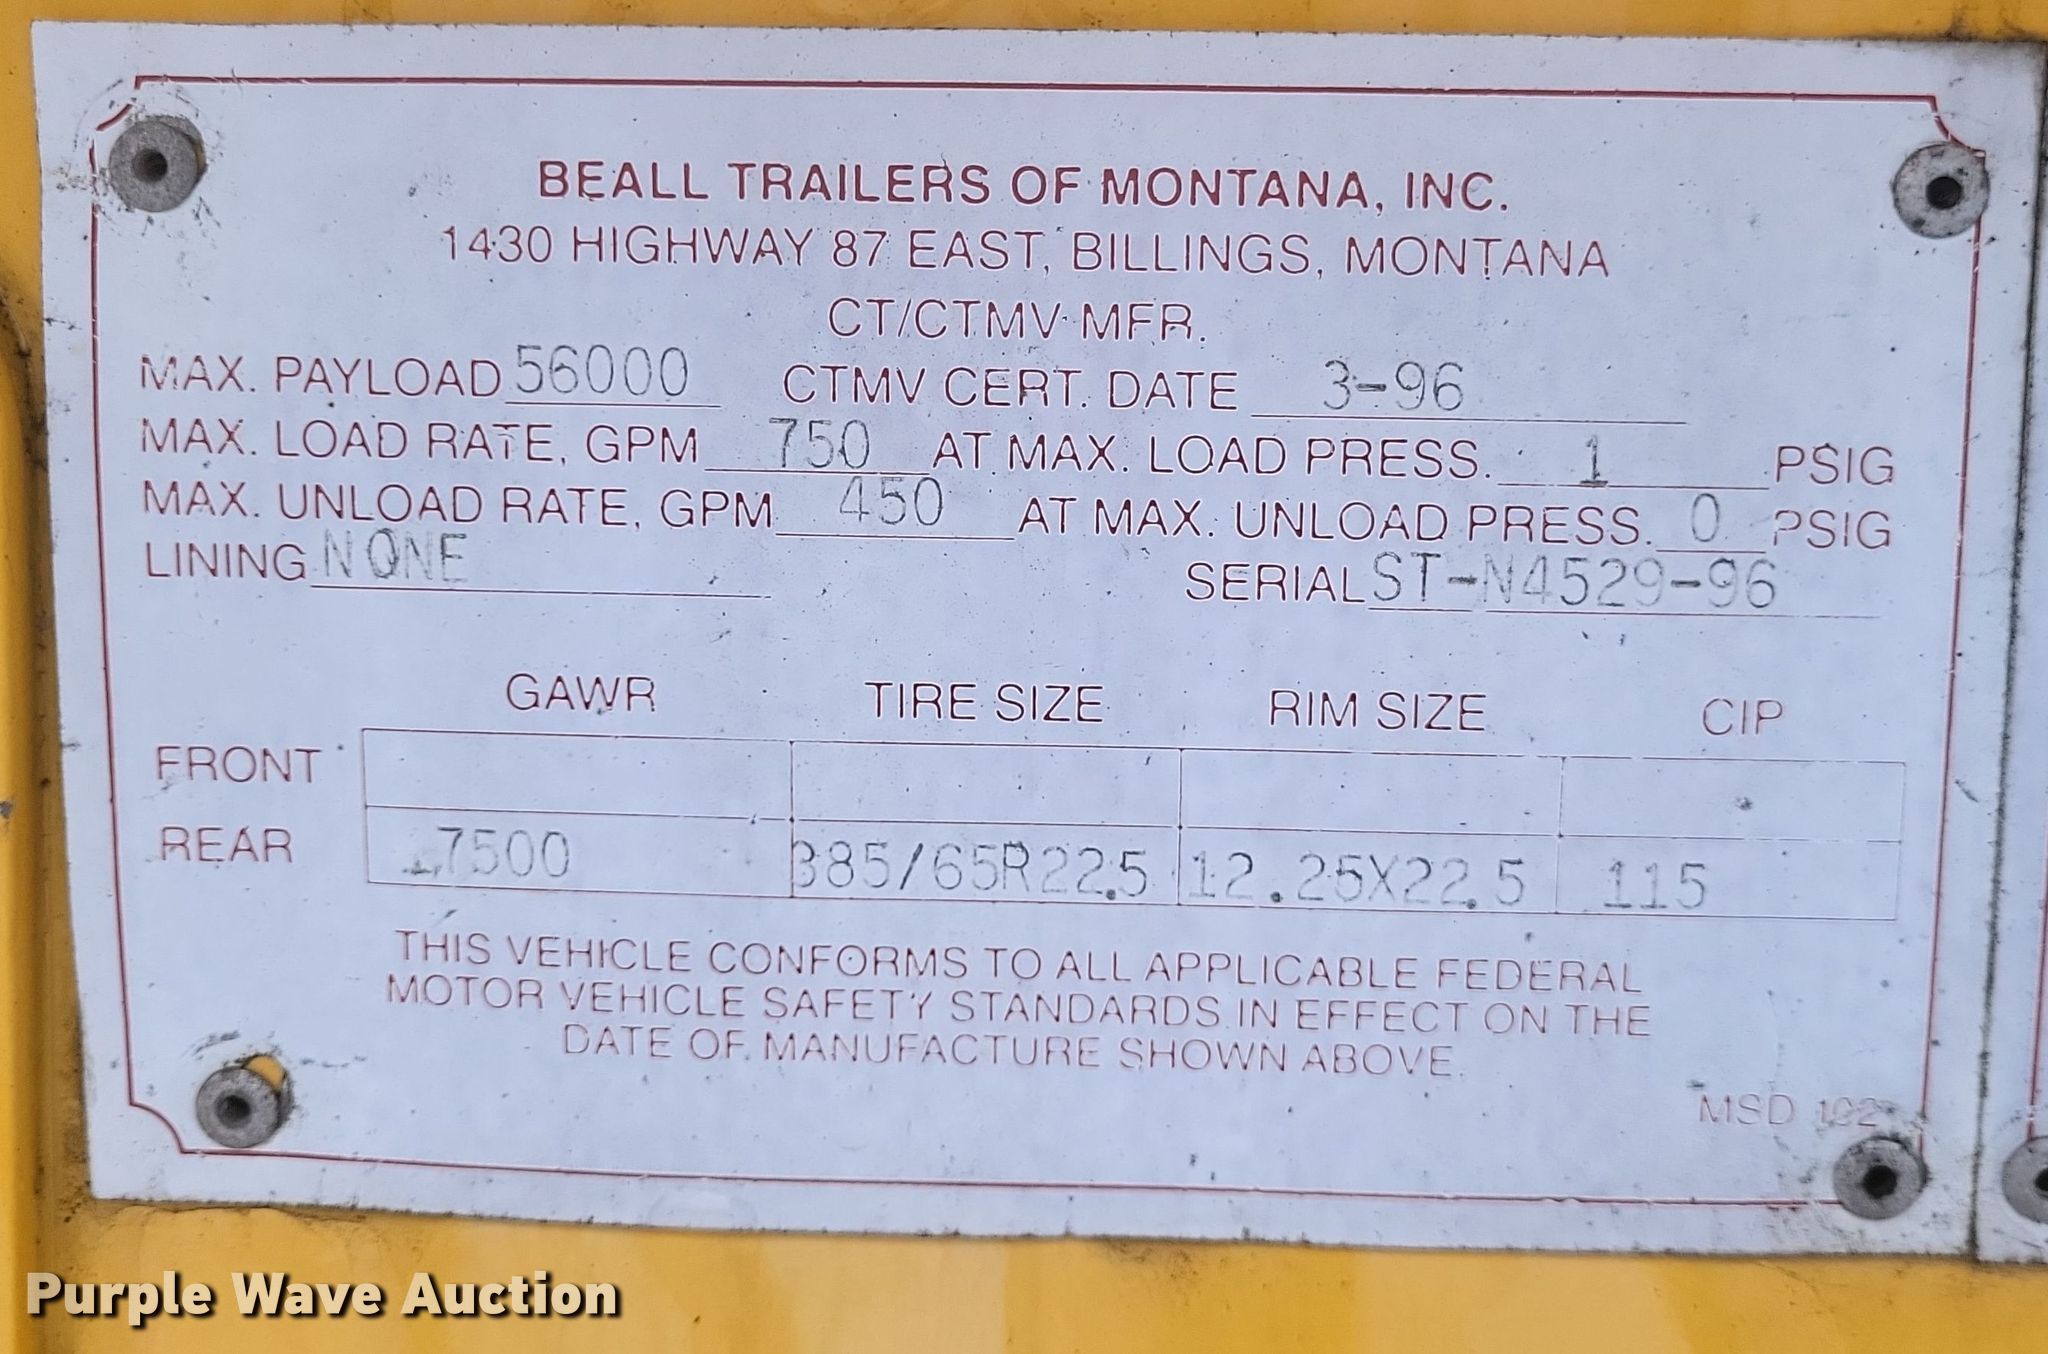 BEALL TRAILERS OF MONTANA, INC.
1430 HIGHWAY 87 EAST, BILLINGS, MONTANA
CT/CTMV MFR.
MAX. PAYLOAD 56000 CTMV CERT. DATE 3-96
MAX. LOAD RATE, GPM 750 AT MAX. LOAD PRESS. 1 PSIG
MAX. UNLOAD RATE, GPM 450 AT MAX. UNLOAD PRESS. 0 PSIG
LINING NONE SERIAL ST-N4529-96
GAWR TIRE SIZE RIM SIZE CIP
FRONT
REAR 17500 385/65R22.5 12.25X22.5 115
THIS VEHICLE CONFORMS TO ALL APPLICABLE FEDERAL
MOTOR VEHICLE SAFETY STANDARDS IN EFFECT ON THE
DATE OF MANUFACTURE SHOWN ABOVE.
MSD 102
Purple Wave Auction